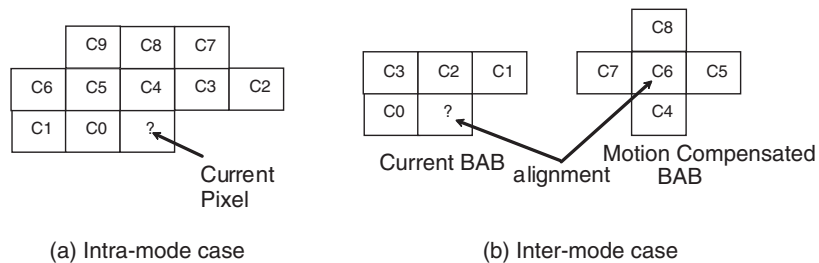 C9 C8 C7
C6 C5 C4 C3 C2
C1 C0 ?
Current
Pixel
(a) Intra-mode case
C3 C2 C1
C0 ?
Current BAB
alignment
C8
C7 C6 C5
C4
Motion Compensated
BAB
(b) Inter-mode case